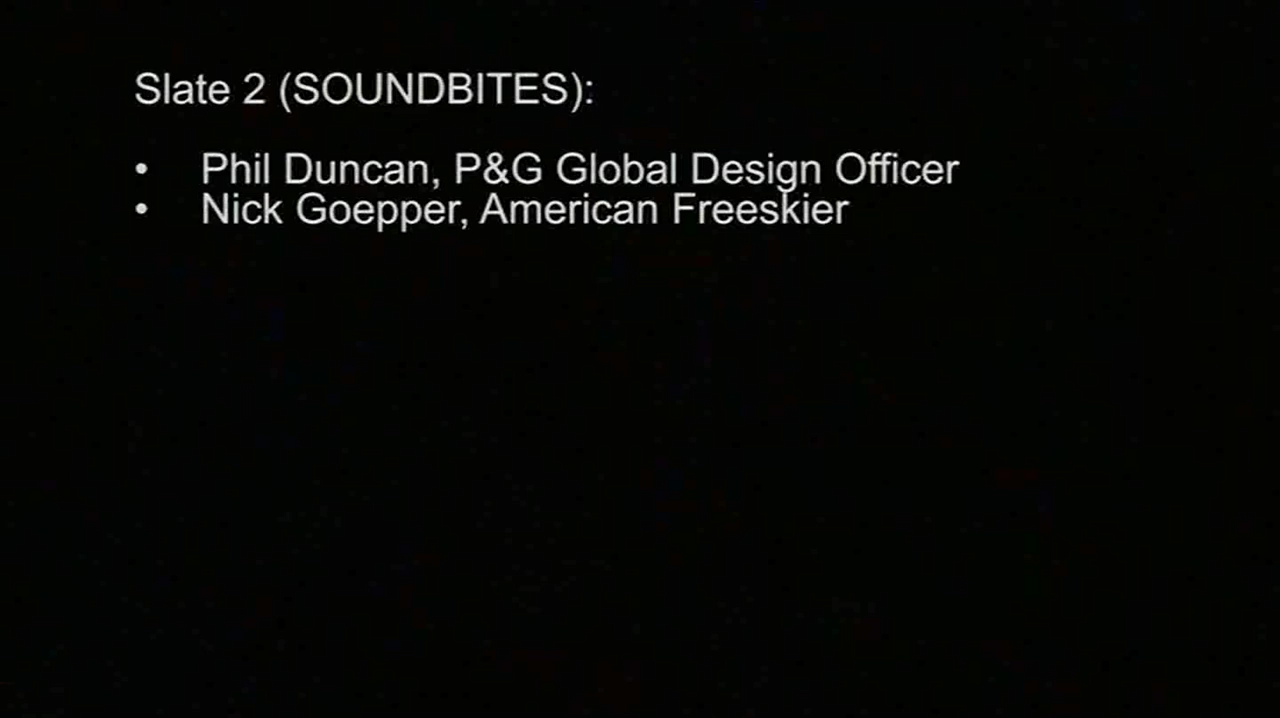 Slate 2 (SOUNDBITES):
• Phil Duncan, P&G Global Design Officer
• Nick Goepper, American Freeskier